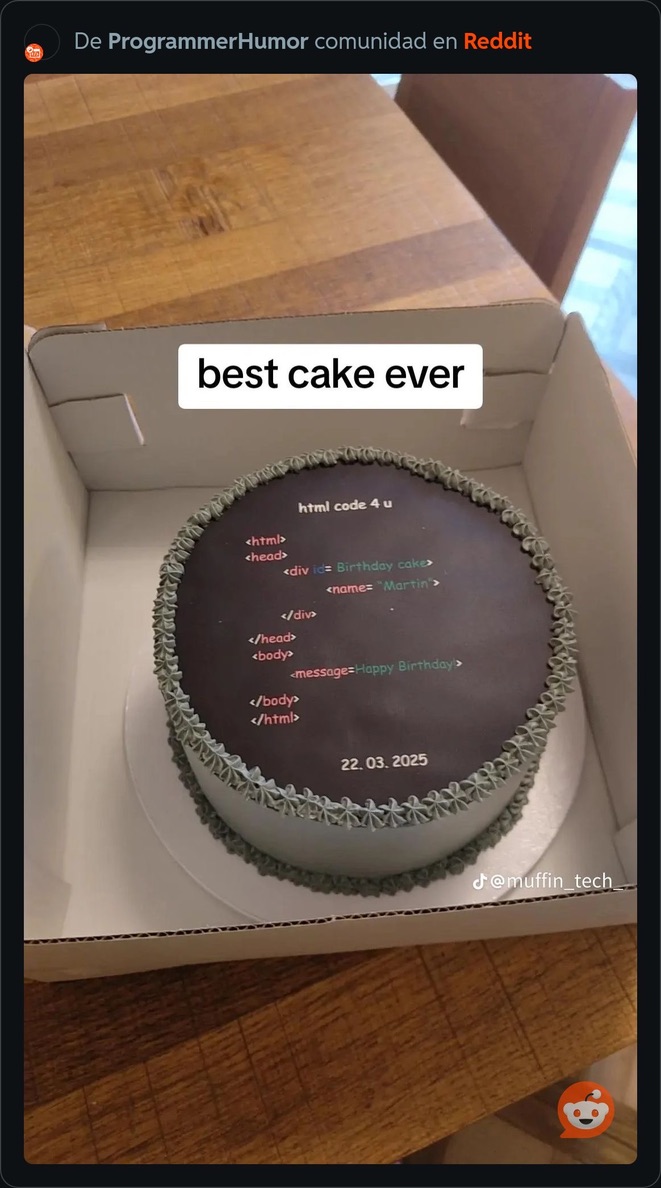 De ProgrammerHumor comunidad en Reddit
best cake ever
html code 4 u
<html>
<head>
<div id= Birthday cake>
<name= "Martin">
</div>
</head>
<body>
<message=Happy Birthday!>
</body>
</html>
22. 03. 2025
@muffin_tech_